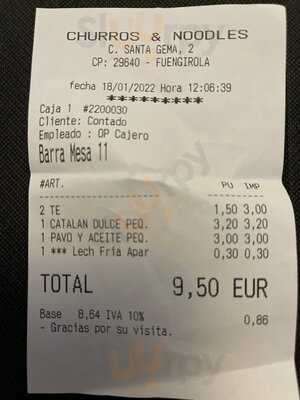 CHURROS & NOODLES
C. SANTA GEMA, 2
CP: 29640 - FUENGIROLA
fecha 18/01/2022 Hora 12:06:39
*********
Caja 1 #2200030
Cliente: Contado
Empleado : OP Cajero
Barra Mesa 11
#ART. PU IMP
2 TE 1,50 3,00
1 CATALAN DULCE PEQ. 3,20 3,20
1 PAVO Y ACEITE PEQ. 3,00 3,00
1 *** Lech Fría Apar 0,30 0,30
TOTAL 9,50 EUR
Base 8,64 IVA 10% 0,86
- Gracias por su visita.